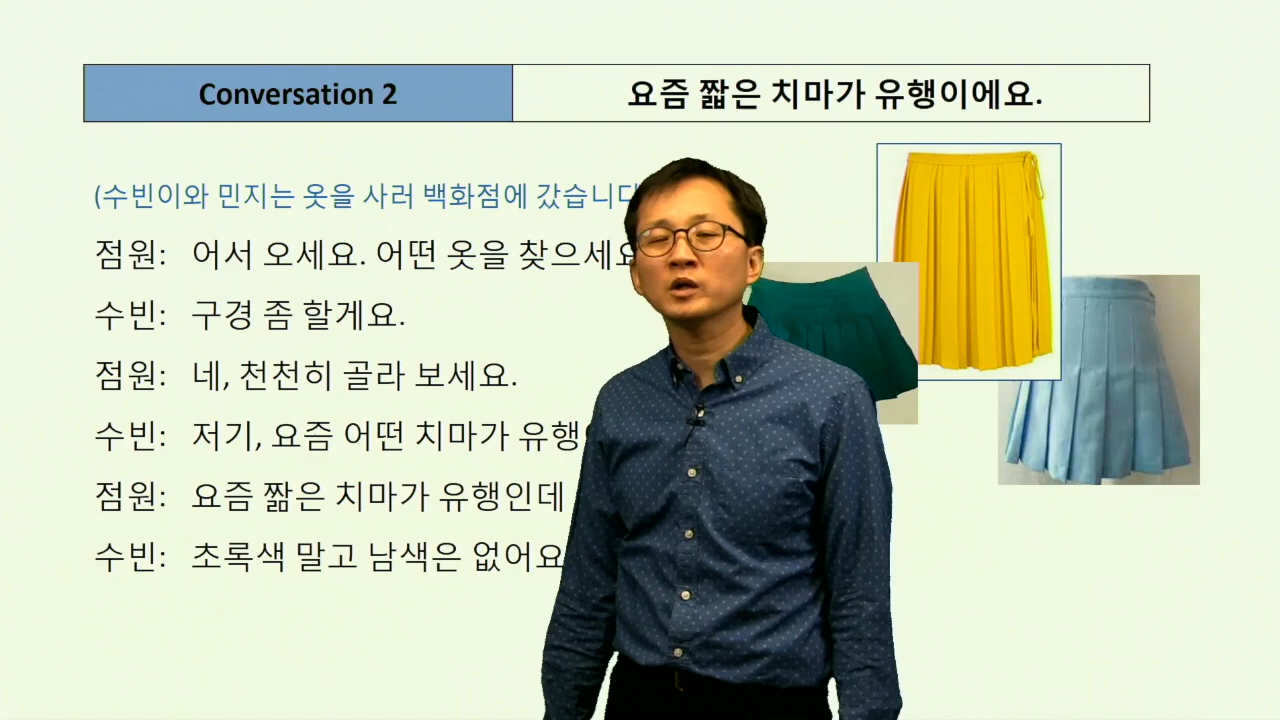 Conversation 2
요즘 짧은 치마가 유행이에요.
(수빈이와 민지는 옷을 사러 백화점에 갔습니다
점원: 어서 오세요. 어떤 옷을 찾으세요
수빈: 구경 좀 할게요.
점원: 네, 천천히 골라 보세요.
수빈: 저기, 요즘 어떤 치마가 유행
점원: 요즘 짧은 치마가 유행인데
수빈: 초록색 말고 남색은 없어요